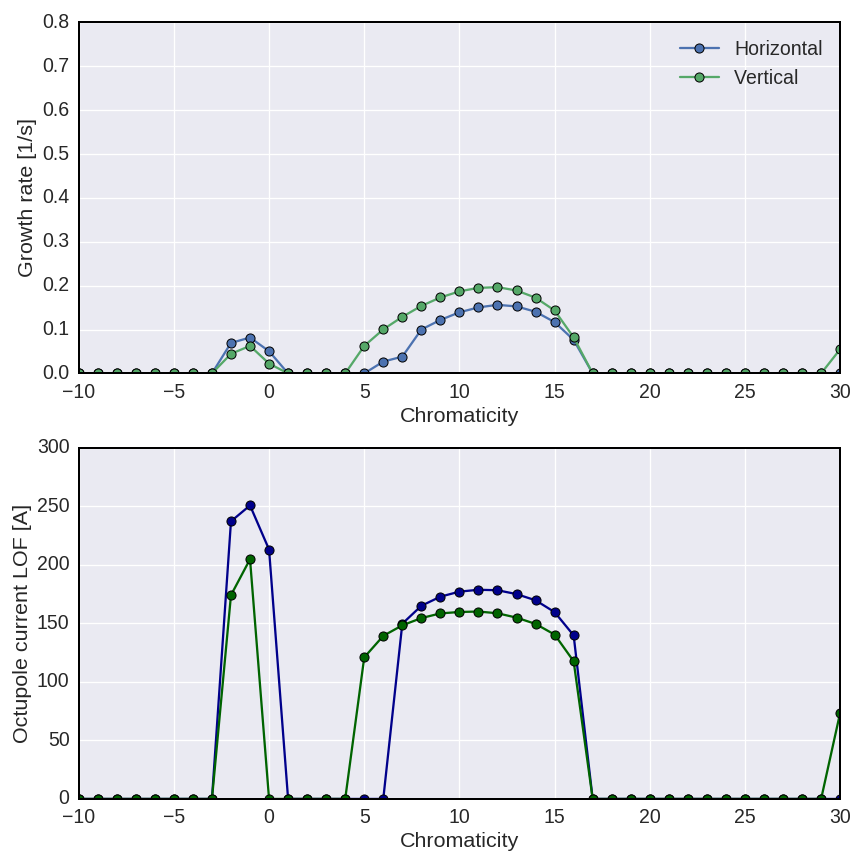 0.8
0.7
0.6
0.5
0.4
0.3
0.2
0.1
0.0
Growth rate [1/s]
Horizontal
Vertical
−10 −5 0 5 10 15 20 25 30
Chromaticity
300
250
200
150
100
50
0
Octupole current LOF [A]
−10 −5 0 5 10 15 20 25 30
Chromaticity